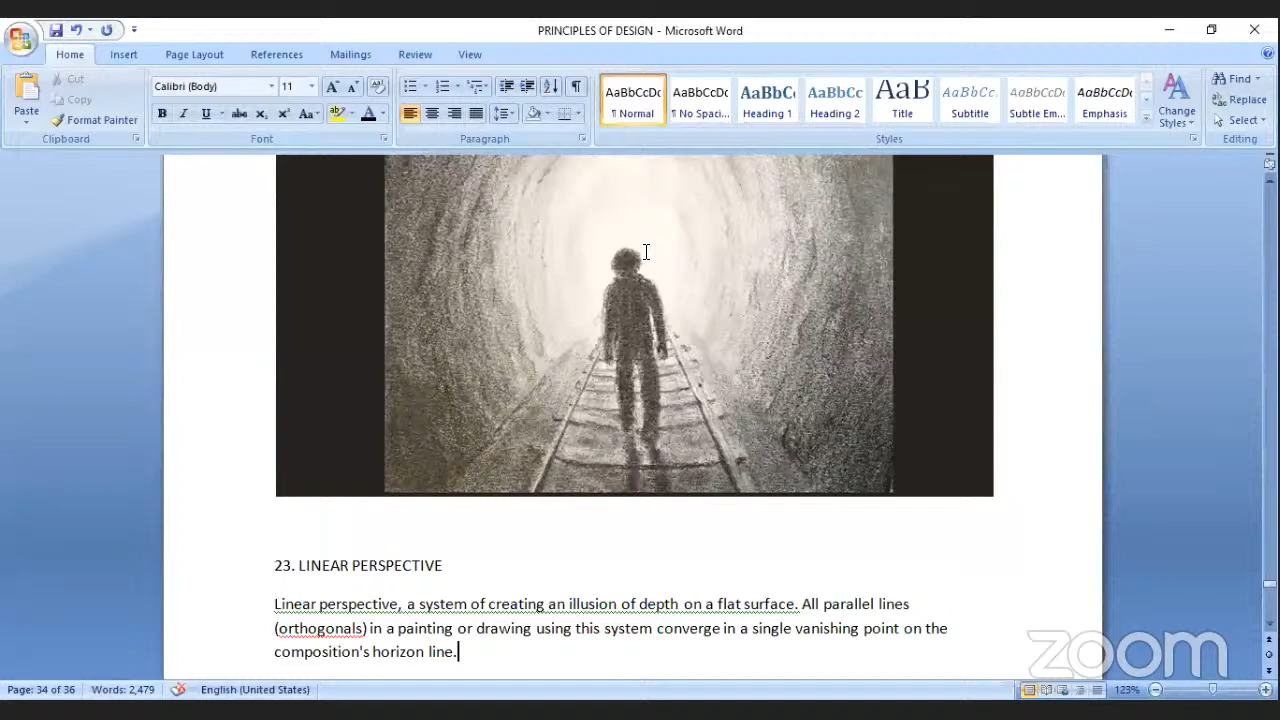 PRINCIPLES OF DESIGN - Microsoft Word
Home Insert Page Layout References Mailings Review View
Paste
Cut
Copy
Format Painter
Clipboard
Calibri (Body) 11
B I U abc X₂ X² Aa
Font
Paragraph
AaBbCcDc AaBbCcDc AaBbC AaBbCc AaB AaBbCc. AaBbCcDc AaBbCcDc
¶ Normal ¶ No Spaci... Heading 1 Heading 2 Title Subtitle Subtle Em... Emphasis
Change Styles
Styles
Find
Replace
Select
Editing
23. LINEAR PERSPECTIVE
Linear perspective, a system of creating an illusion of depth on a flat surface. All parallel lines
(orthogonals) in a painting or drawing using this system converge in a single vanishing point on the
composition's horizon line.
zoom
Page: 34 of 36 Words: 2,479 English (United States) 123%